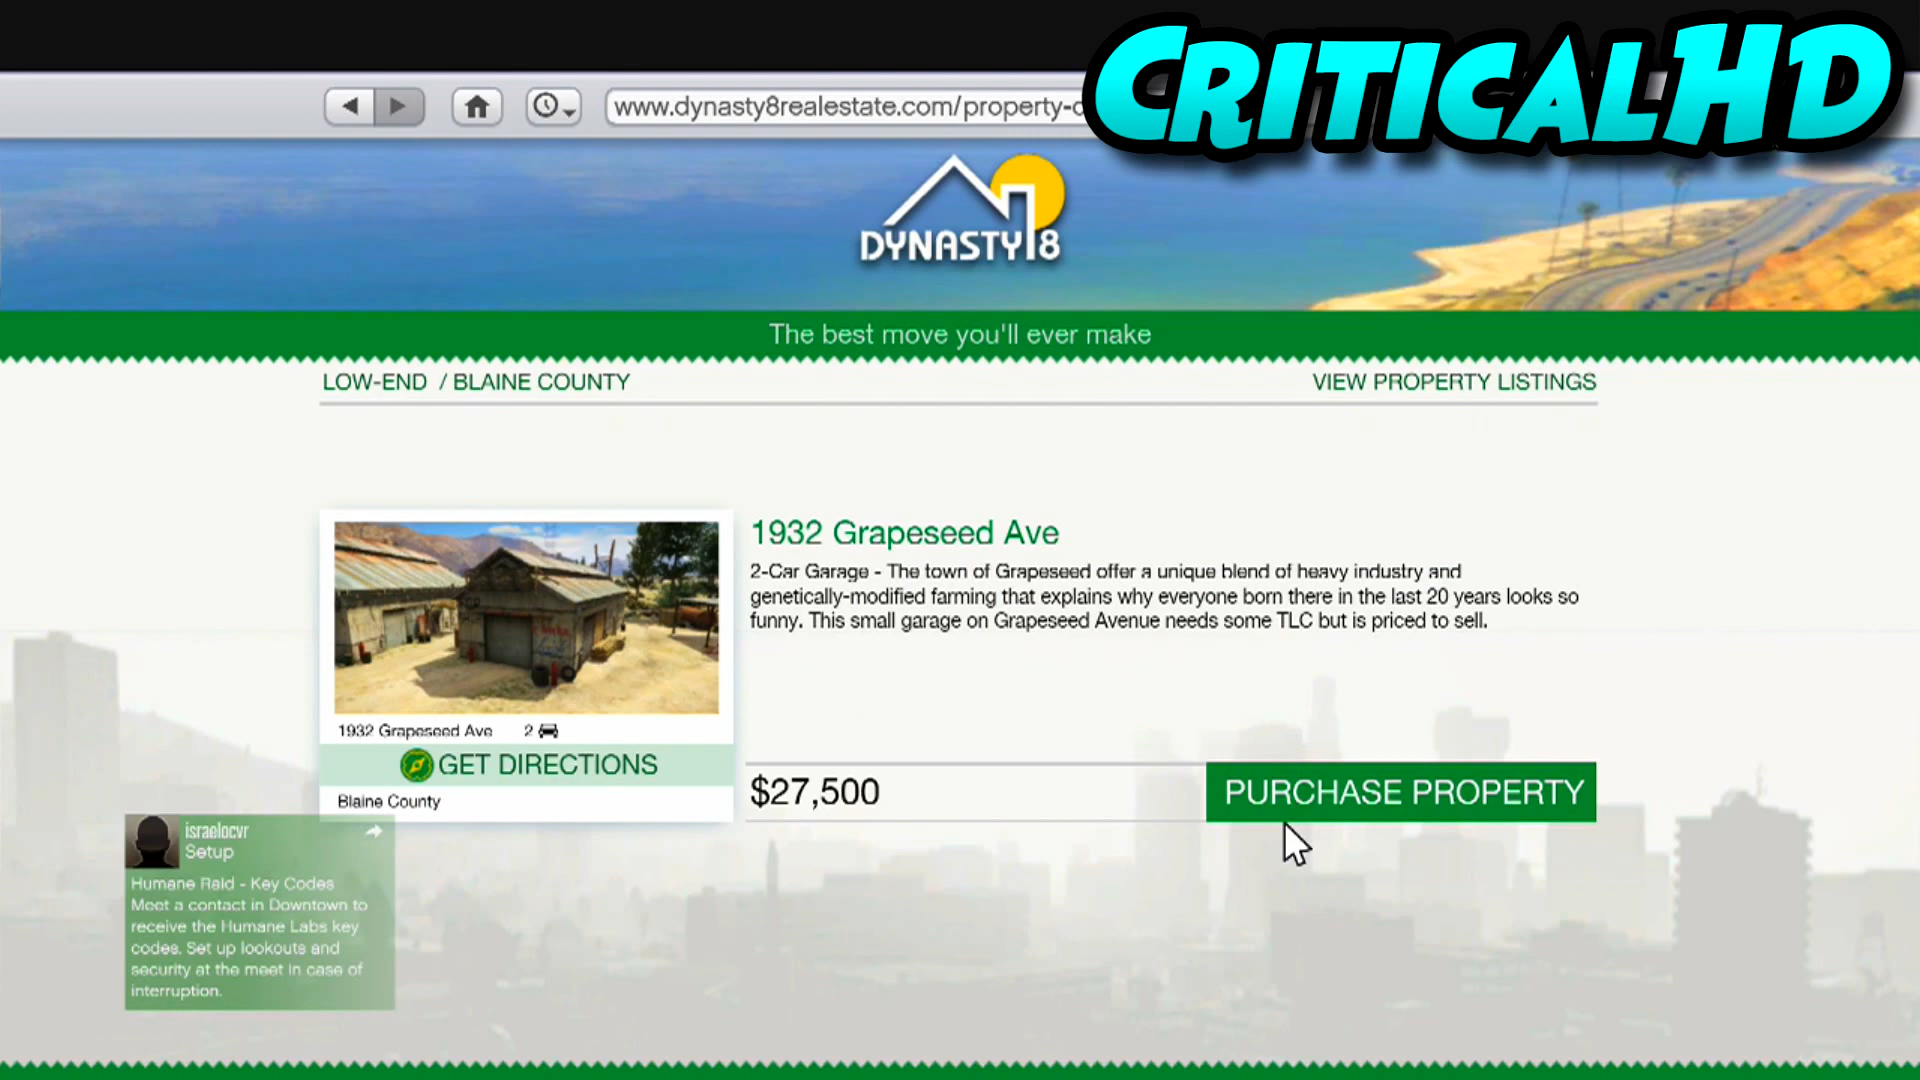 CRITICALHD
www.dynasty8realestate.com/property-
DYNASTY 8
The best move you'll ever make
LOW-END / BLAINE COUNTY
VIEW PROPERTY LISTINGS
1932 Grapeseed Ave
2-Car Garage - The town of Grapeseed offer a unique blend of heavy industry and
genetically-modified farming that explains why everyone born there in the last 20 years looks so
funny. This small garage on Grapeseed Avenue needs some TLC but is priced to sell.
1932 Grapeseed Ave 2
GET DIRECTIONS
Blaine County
$27,500
PURCHASE PROPERTY
israelocvr
Setup
Humane Raid - Key Codes
Meet a contact in Downtown to
receive the Humane Labs key
codes. Set up lookouts and
security at the meet in case of
interruption.